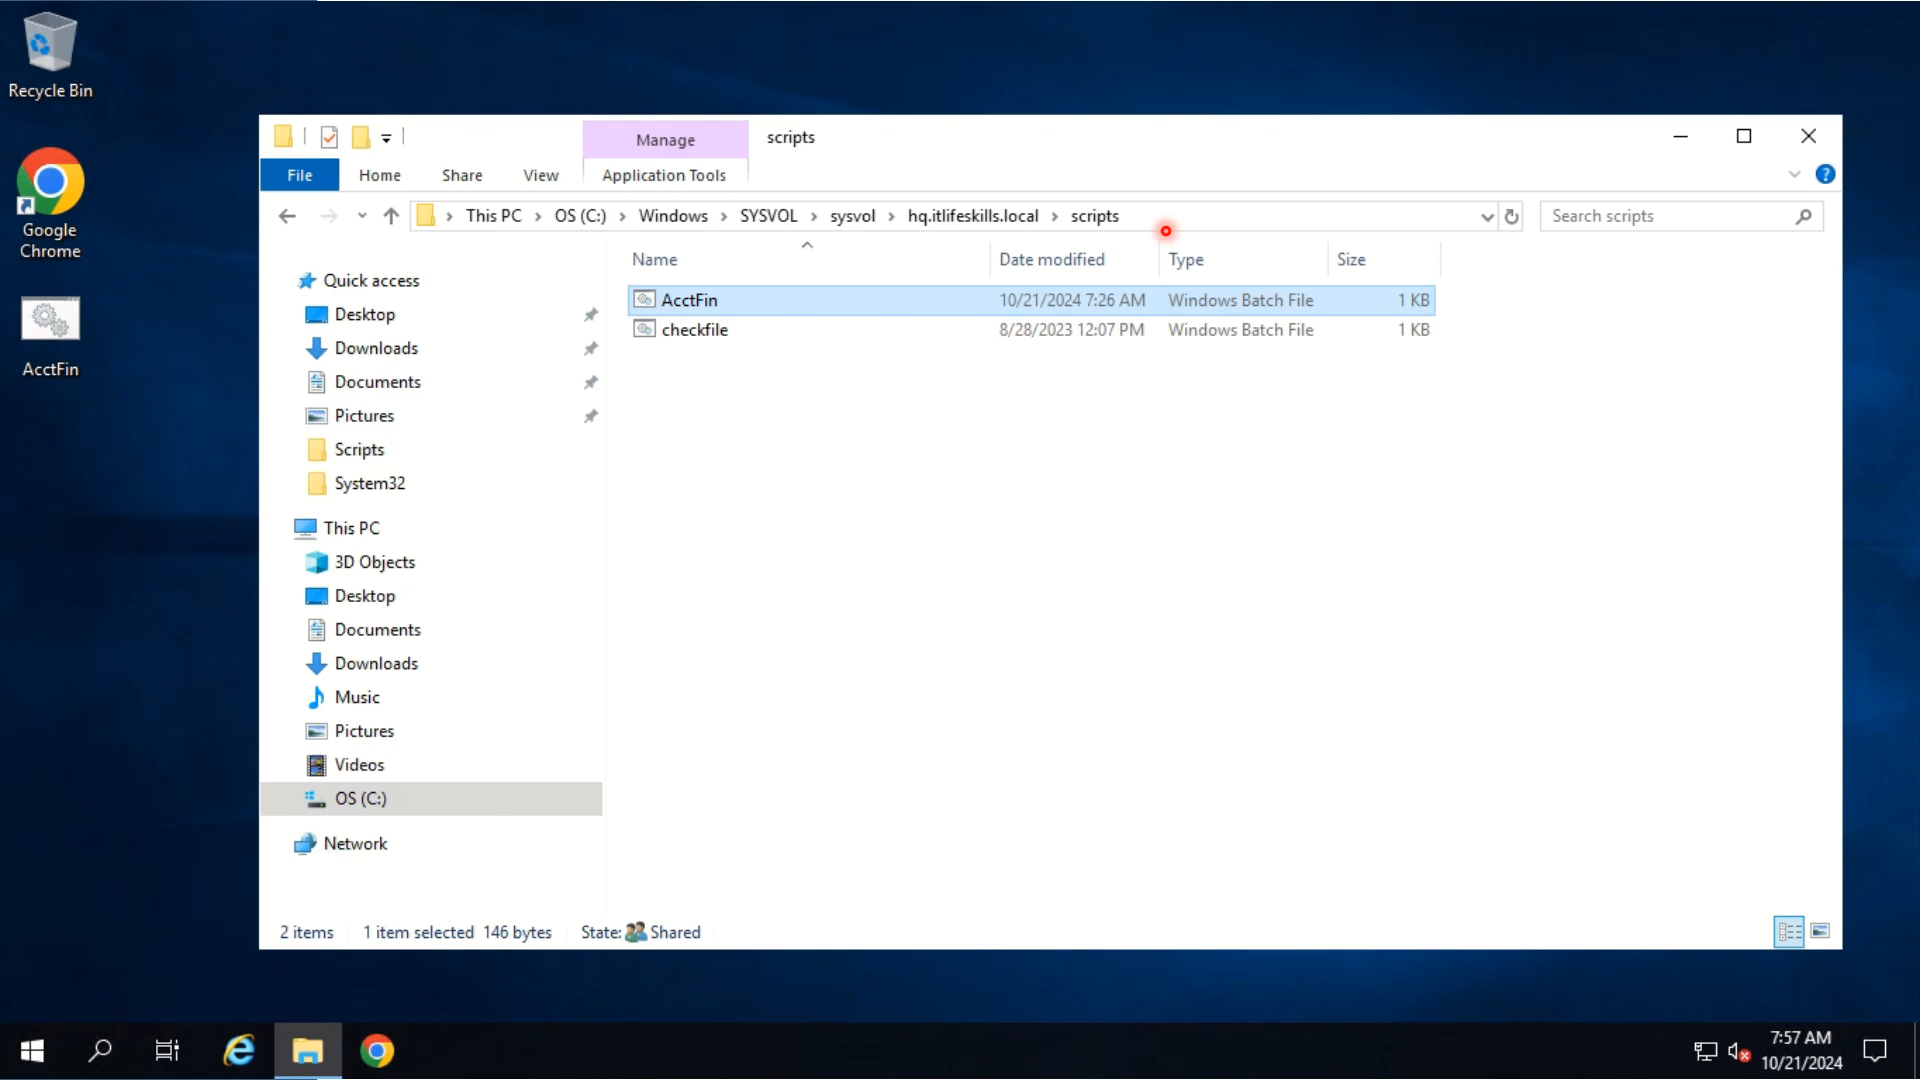 Recycle Bin
Google
Chrome
AcctFin
Manage
scripts
File
Home
Share
View
Application Tools
This PC
OS (C:)
Windows
SYSVOL
sysvol
hq.itlifeskills.local
scripts
Search scripts
Name
Date modified
Type
Size
AcctFin 10/21/2024 7:26 AM Windows Batch File 1 KB
checkfile 8/28/2023 12:07 PM Windows Batch File 1 KB
Quick access
Desktop
Downloads
Documents
Pictures
Scripts
System32
This PC
3D Objects
Desktop
Documents
Downloads
Music
Pictures
Videos
OS (C:)
Network
2 items 1 item selected 146 bytes State: Shared
7:57 AM
10/21/2024